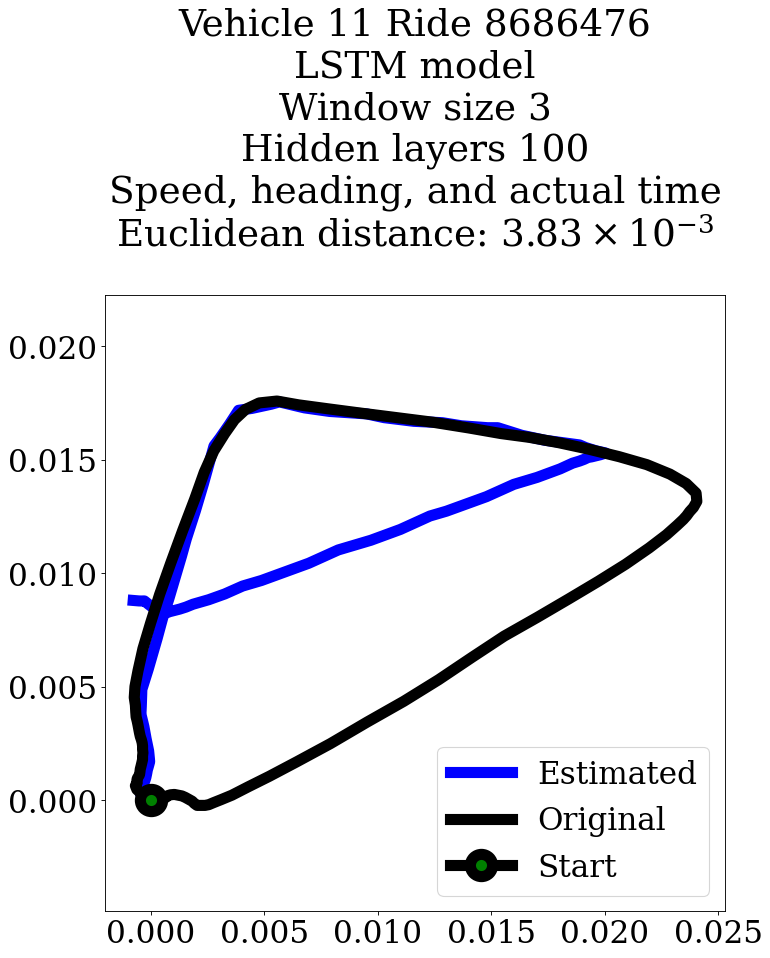 Vehicle 11 Ride 8686476
LSTM model
Window size 3
Hidden layers 100
Speed, heading, and actual time
Euclidean distance: 3.83 × 10⁻³
0.020
0.015
0.010
0.005
0.000
Estimated
Original
Start
0.000 0.005 0.010 0.015 0.020 0.025